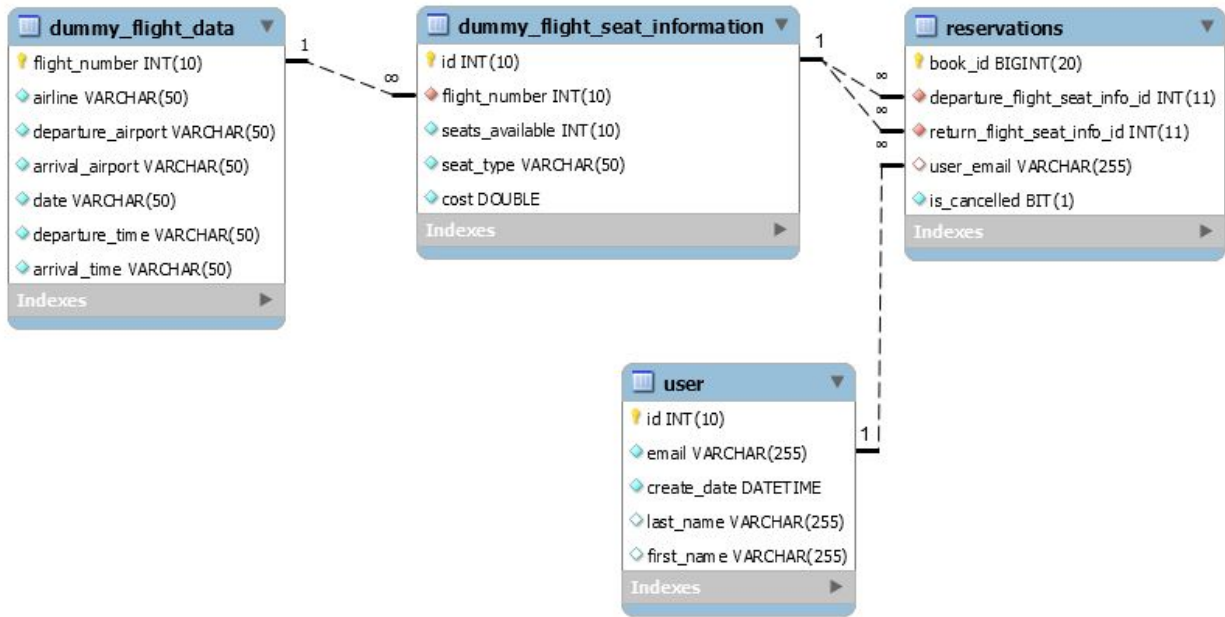 dummy_flight_data
flight_number INT(10)
airline VARCHAR(50)
departure_airport VARCHAR(50)
arrival_airport VARCHAR(50)
date VARCHAR(50)
departure_time VARCHAR(50)
arrival_time VARCHAR(50)
Indexes
1
∞
dummy_flight_seat_information
id INT(10)
flight_number INT(10)
seats_available INT(10)
seat_type VARCHAR(50)
cost DOUBLE
Indexes
1
∞
∞
∞
reservations
book_id BIGINT(20)
departure_flight_seat_info_id INT(11)
return_flight_seat_info_id INT(11)
user_email VARCHAR(255)
is_cancelled BIT(1)
Indexes
user
id INT(10)
email VARCHAR(255)
create_date DATETIME
last_name VARCHAR(255)
first_name VARCHAR(255)
Indexes
1